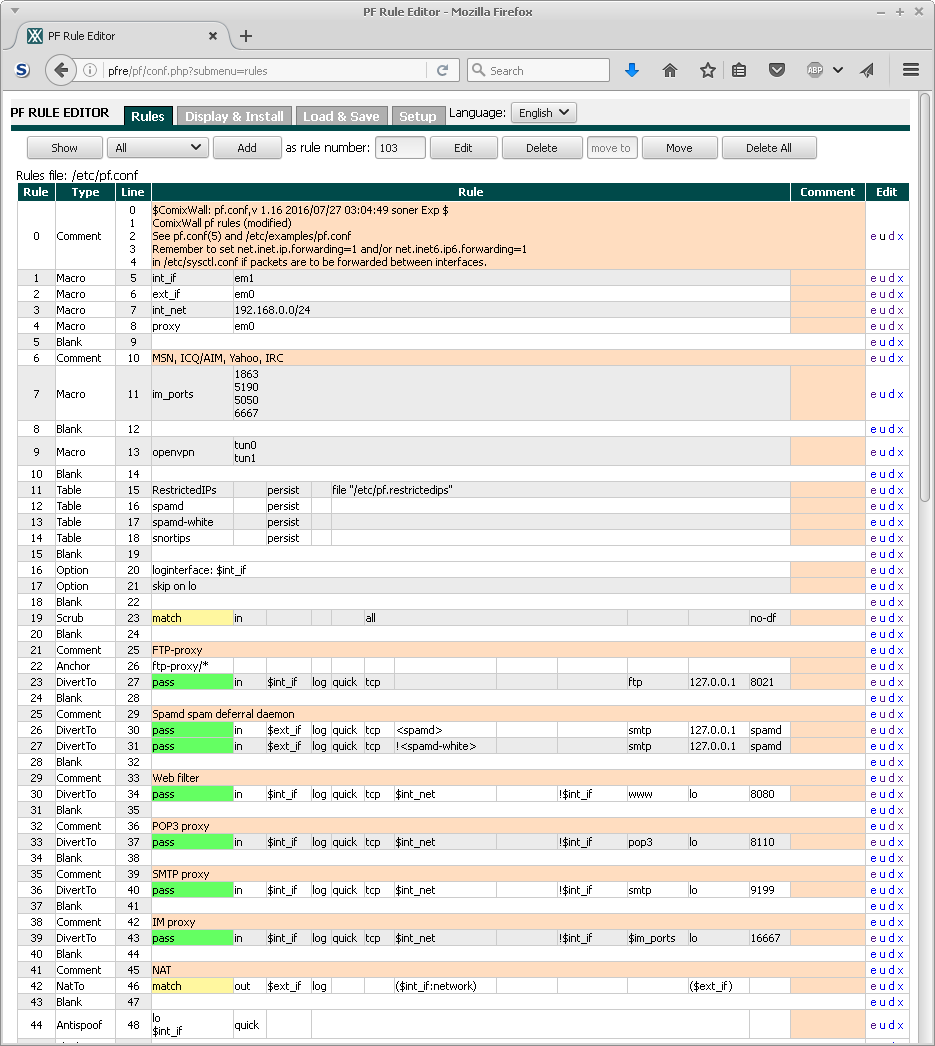 PF Rule Editor - Mozilla Firefox
PF Rule Editor
pfre/pf/conf.php?submenu=rules
Search
ABP
PF RULE EDITOR Rules Display & Install Load & Save Setup Language: English
Show All Add as rule number: 103 Edit Delete move to Move Delete All
Rules file: /etc/pf.conf
Rule Type Line Rule Comment Edit
0 Comment 0 $ComixWall: pf.conf,v 1.16 2016/07/27 03:04:49 soner Exp $ e u d x
1 ComixWall pf rules (modified)
2 See pf.conf(5) and /etc/examples/pf.conf
3 Remember to set net.inet.ip.forwarding=1 and/or net.inet6.ip6.forwarding=1
4 in /etc/sysctl.conf if packets are to be forwarded between interfaces.
1 Macro 5 int_if em1 e u d x
2 Macro 6 ext_if em0 e u d x
3 Macro 7 int_net 192.168.0.0/24 e u d x
4 Macro 8 proxy em0 e u d x
5 Blank 9 e u d x
6 Comment 10 MSN, ICQ/AIM, Yahoo, IRC e u d x
7 Macro 11 im_ports 1863 e u d x
5190
5050
6667
8 Blank 12 e u d x
9 Macro 13 openvpn tun0 e u d x
tun1
10 Blank 14 e u d x
11 Table 15 RestrictedIPs persist file "/etc/pf.restrictedips" e u d x
12 Table 16 spamd persist e u d x
13 Table 17 spamd-white persist e u d x
14 Table 18 snortips persist e u d x
15 Blank 19 e u d x
16 Option 20 loginterface: $int_if e u d x
17 Option 21 skip on lo e u d x
18 Blank 22 e u d x
19 Scrub 23 match in all no-df e u d x
20 Blank 24 e u d x
21 Comment 25 FTP-proxy e u d x
22 Anchor 26 ftp-proxy/* e u d x
23 DivertTo 27 pass in $int_if log quick tcp ftp 127.0.0.1 8021 e u d x
24 Blank 28 e u d x
25 Comment 29 Spamd spam deferral daemon e u d x
26 DivertTo 30 pass in $ext_if log quick tcp <spamd> smtp 127.0.0.1 spamd e u d x
27 DivertTo 31 pass in $ext_if log quick tcp !<spamd-white> smtp 127.0.0.1 spamd e u d x
28 Blank 32 e u d x
29 Comment 33 Web filter e u d x
30 DivertTo 34 pass in $int_if log quick tcp $int_net !$int_if www lo 8080 e u d x
31 Blank 35 e u d x
32 Comment 36 POP3 proxy e u d x
33 DivertTo 37 pass in $int_if log quick tcp $int_net !$int_if pop3 lo 8110 e u d x
34 Blank 38 e u d x
35 Comment 39 SMTP proxy e u d x
36 DivertTo 40 pass in $int_if log quick tcp $int_net !$int_if smtp lo 9199 e u d x
37 Blank 41 e u d x
38 Comment 42 IM proxy e u d x
39 DivertTo 43 pass in $int_if log quick tcp $int_net !$int_if $im_ports lo 16667 e u d x
40 Blank 44 e u d x
41 Comment 45 NAT e u d x
42 NatTo 46 match out $ext_if log ($int_if:network) ($ext_if) e u d x
43 Blank 47 e u d x
44 Antispoof 48 lo quick e u d x
$int_if